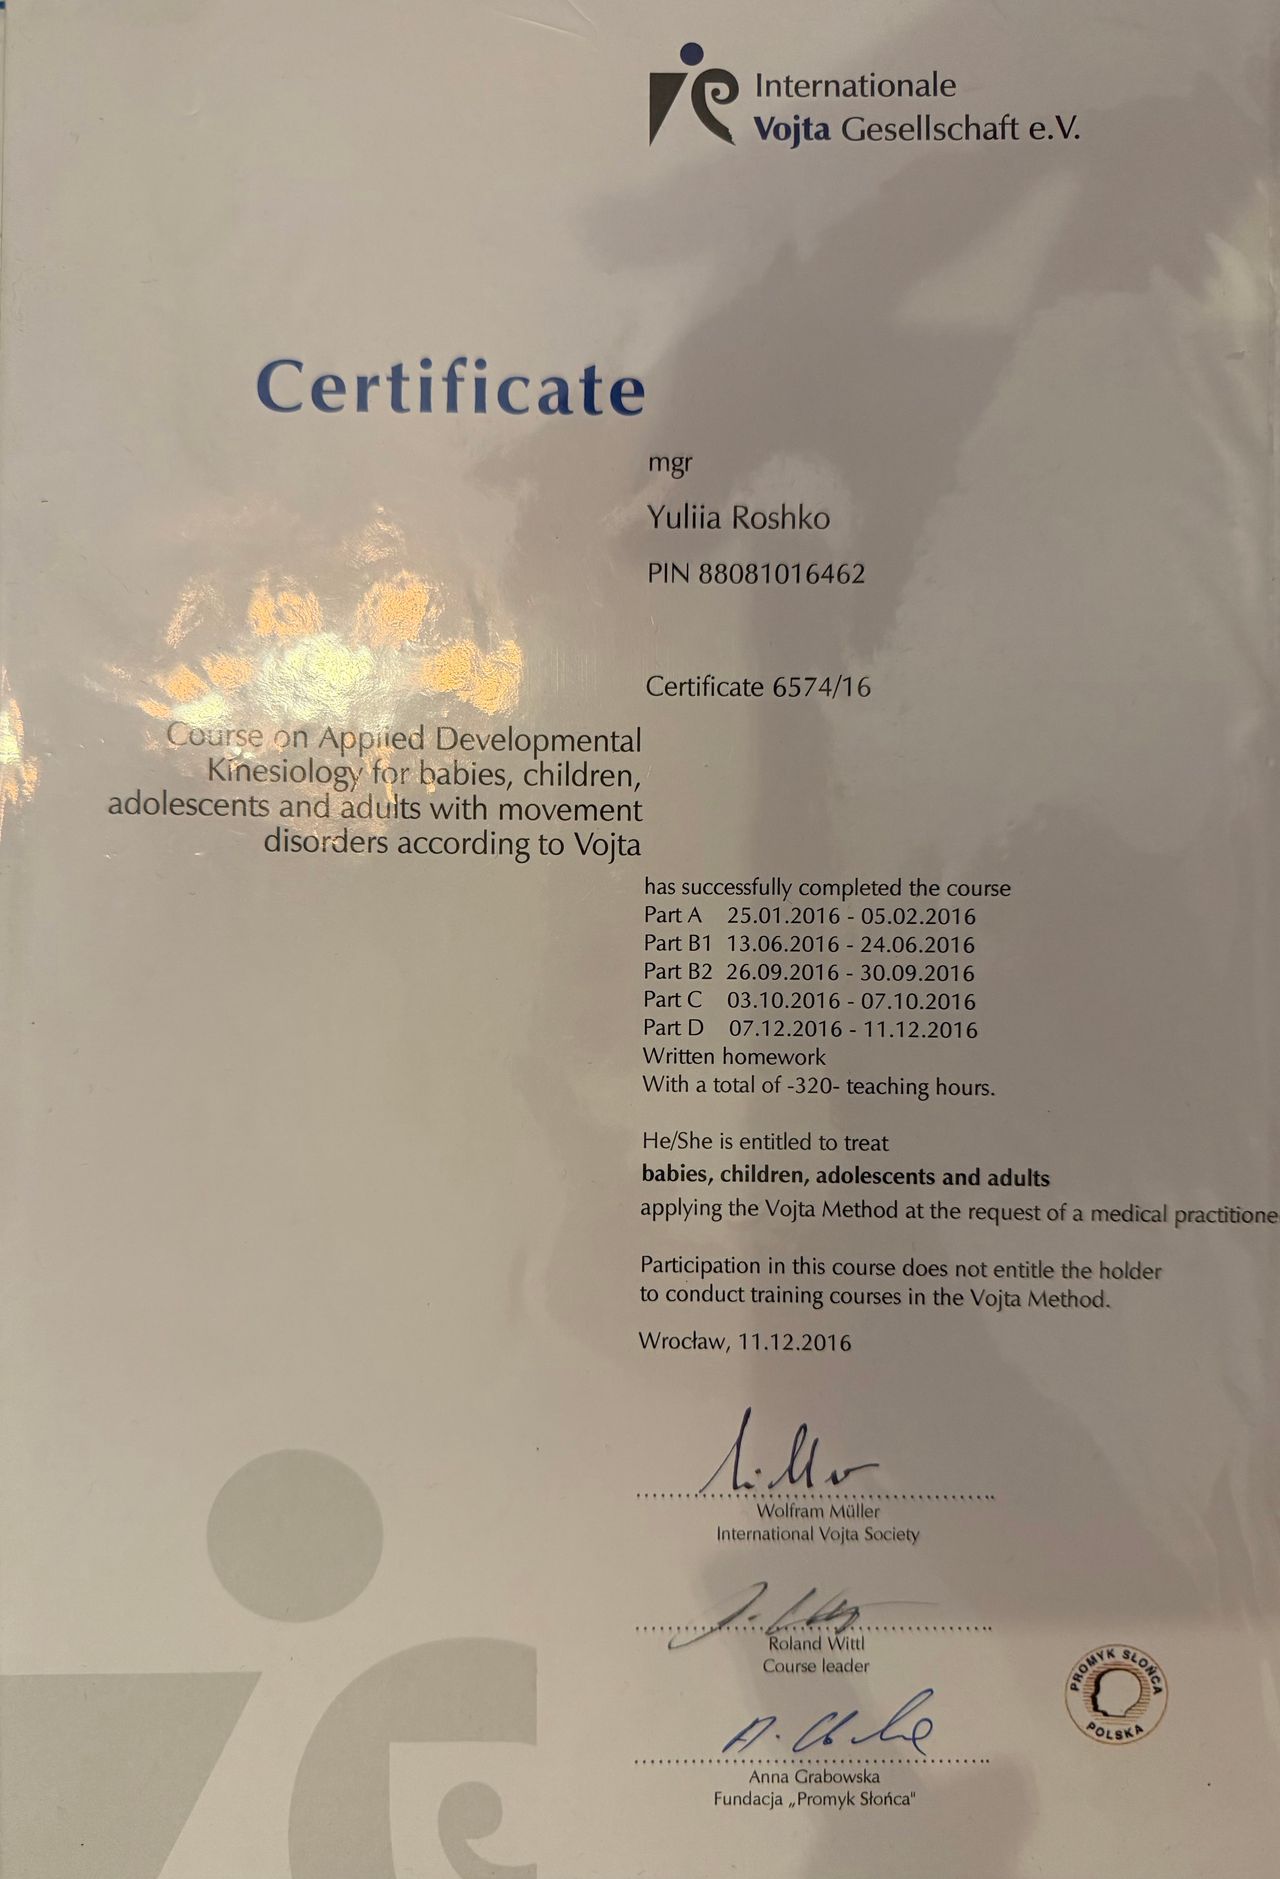 Internationale
Vojta Gesellschaft e.V.
Certificate
mgr
Yuliia Roshko
PIN 88081016462
Certificate 6574/16
Course on Applied Developmental
Kinesiology for babies, children,
adolescents and adults with movement
disorders according to Vojta
has successfully completed the course
Part A 25.01.2016 - 05.02.2016
Part B1 13.06.2016 - 24.06.2016
Part B2 26.09.2016 - 30.09.2016
Part C 03.10.2016 - 07.10.2016
Part D 07.12.2016 - 11.12.2016
Written homework
With a total of -320- teaching hours.
He/She is entitled to treat
babies, children, adolescents and adults
applying the Vojta Method at the request of a medical practitione
Participation in this course does not entitle the holder
to conduct training courses in the Vojta Method.
Wrocław, 11.12.2016
Wolfram Müller
International Vojta Society
Roland Wittl
Course leader
Anna Grabowska
Fundacja „Promyk Słońca"
PROMYK SŁOŃCA
POLSKA